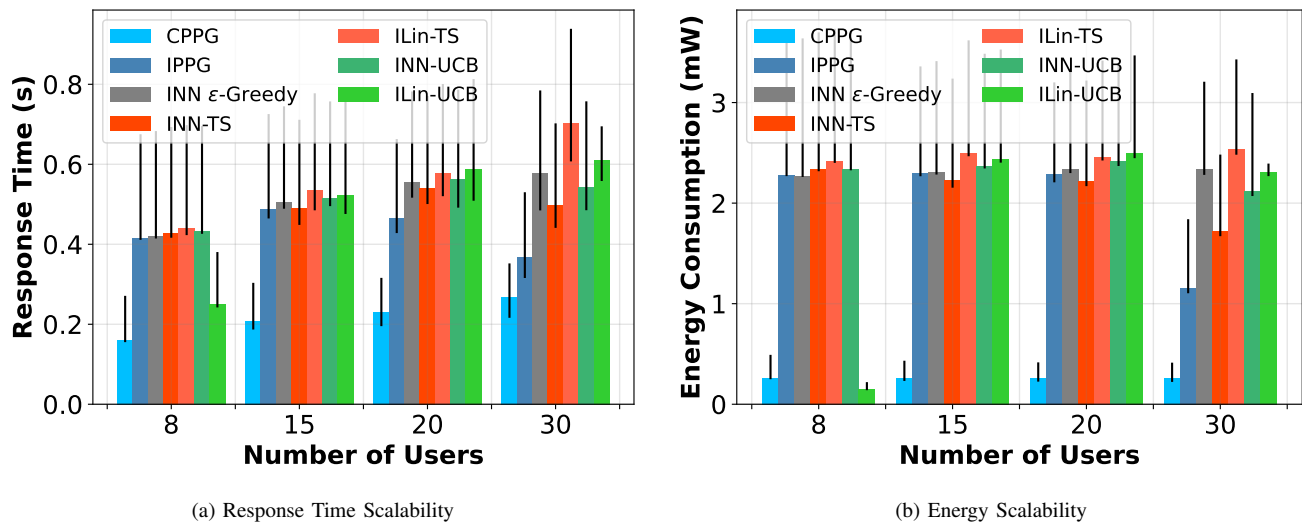 CPPG
IPPG
INN ε-Greedy
INN-TS
ILin-TS
INN-UCB
ILin-UCB
Response Time (s)
0.8
0.6
0.4
0.2
0.0
8 15 20 30
Number of Users
(a) Response Time Scalability
CPPG
IPPG
INN ε-Greedy
INN-TS
ILin-TS
INN-UCB
ILin-UCB
Energy Consumption (mW)
3
2
1
0
8 15 20 30
Number of Users
(b) Energy Scalability